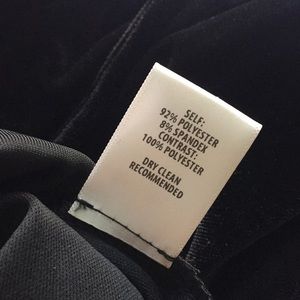 SELF:
92% POLYESTER
8% SPANDEX
CONTRAST:
100% POLYESTER
DRY CLEAN
RECOMMENDED